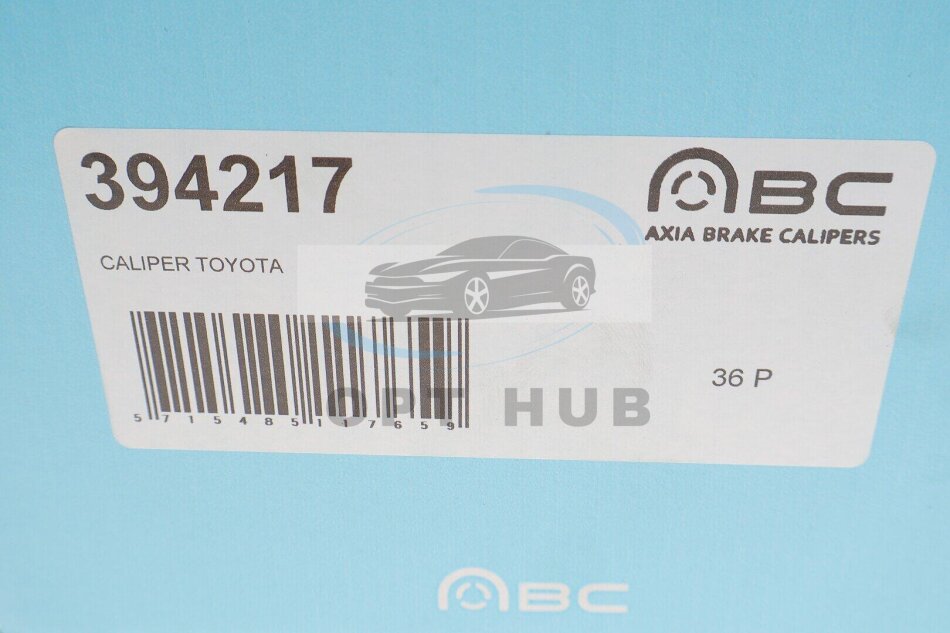 394217
ABC
AXIA BRAKE CALIPERS
CALIPER TOYOTA
36 P
5715485117659
OPT HUB
ABC